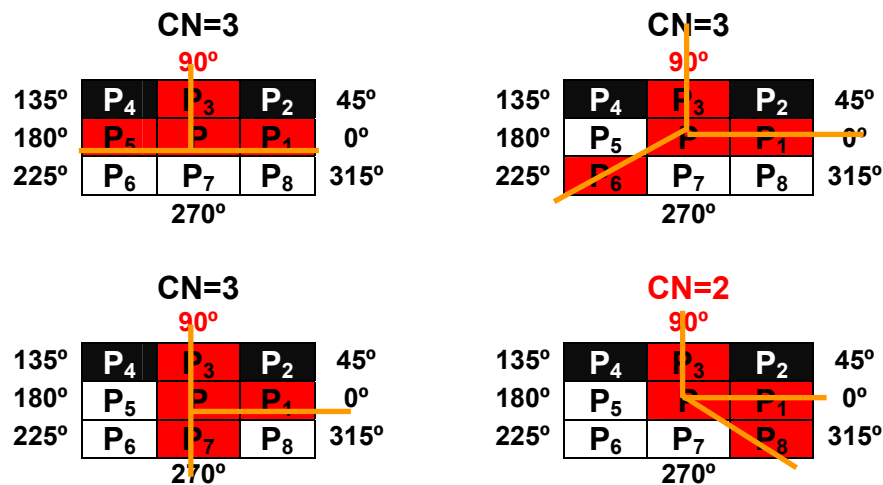 CN=3
90º
135º P4 P3 P2 45º
180º P5 P P1 0º
225º P6 P7 P8 315º
270º
CN=3
90º
135º P4 P3 P2 45º
180º P5 P P1 0º
225º P6 P7 P8 315º
270º
CN=3
90º
135º P4 P3 P2 45º
180º P5 P P1 0º
225º P6 P7 P8 315º
270º
CN=2
90º
135º P4 P3 P2 45º
180º P5 P P1 0º
225º P6 P7 P8 315º
270º